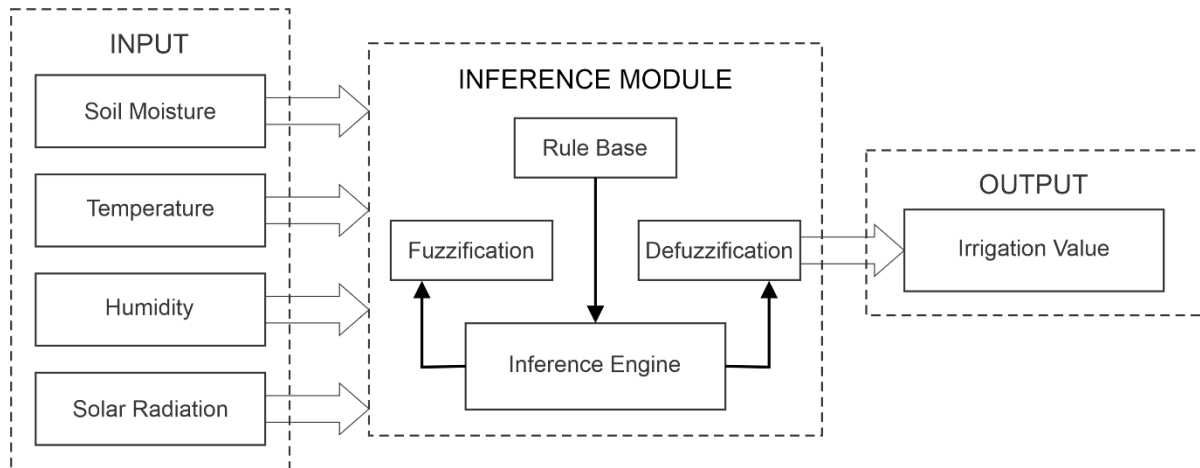 INPUT
Soil Moisture
Temperature
Humidity
Solar Radiation
INFERENCE MODULE
Rule Base
Fuzzification
Defuzzification
Inference Engine
OUTPUT
Irrigation Value